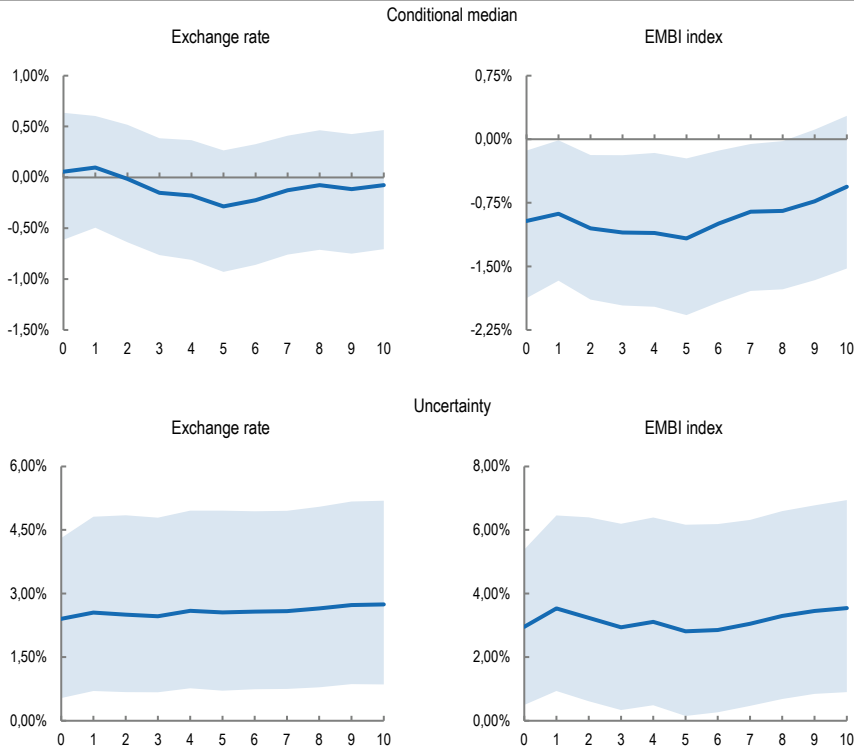 Conditional median
Exchange rate
EMBI index
1,00%
0,50%
0,00%
-0,50%
-1,00%
-1,50%
0 1 2 3 4 5 6 7 8 9 10
0,75%
0,00%
-0,75%
-1,50%
-2,25%
0 1 2 3 4 5 6 7 8 9 10
Uncertainty
Exchange rate
EMBI index
6,00%
4,50%
3,00%
1,50%
0,00%
0 1 2 3 4 5 6 7 8 9 10
8,00%
6,00%
4,00%
2,00%
0,00%
0 1 2 3 4 5 6 7 8 9 10